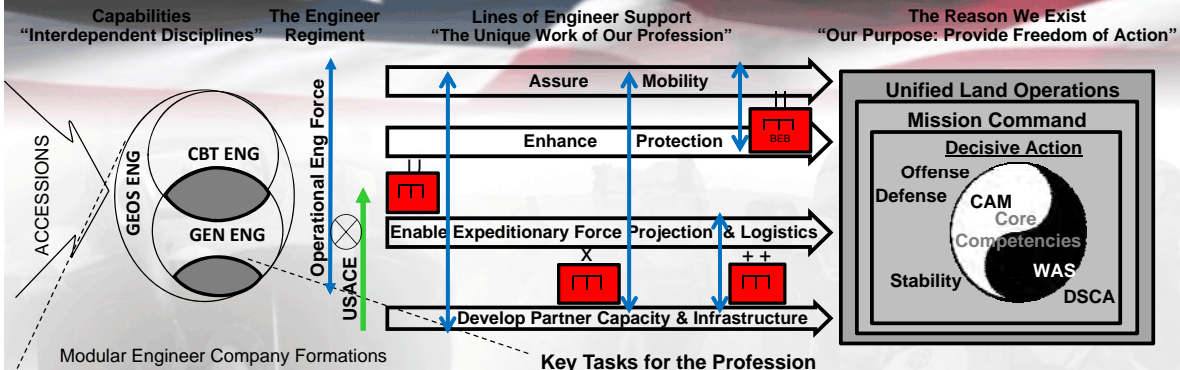 Capabilities
“Interdependent Disciplines”
The Engineer
Regiment
Lines of Engineer Support
“The Unique Work of Our Profession”
The Reason We Exist
“Our Purpose: Provide Freedom of Action”
ACCESSIONS
GEOS ENG
CBT ENG
GEN ENG
Operational Eng Force
USACE
Assure Mobility
Enhance Protection
BEB
Enable Expeditionary Force Projection & Logistics
X
+ +
Develop Partner Capacity & Infrastructure
Unified Land Operations
Mission Command
Decisive Action
Offense
Defense
CAM
Core
Competencies
WAS
Stability
DSCA
Modular Engineer Company Formations
Key Tasks for the Profession